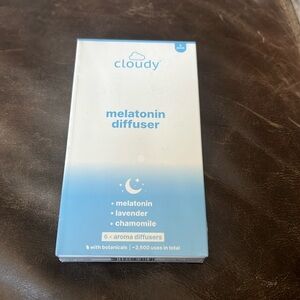 cloudy
melatonin
diffuser
• melatonin
• lavender
• chamomile
6× aroma diffusers
with botanicals | ~2,500 uses in total